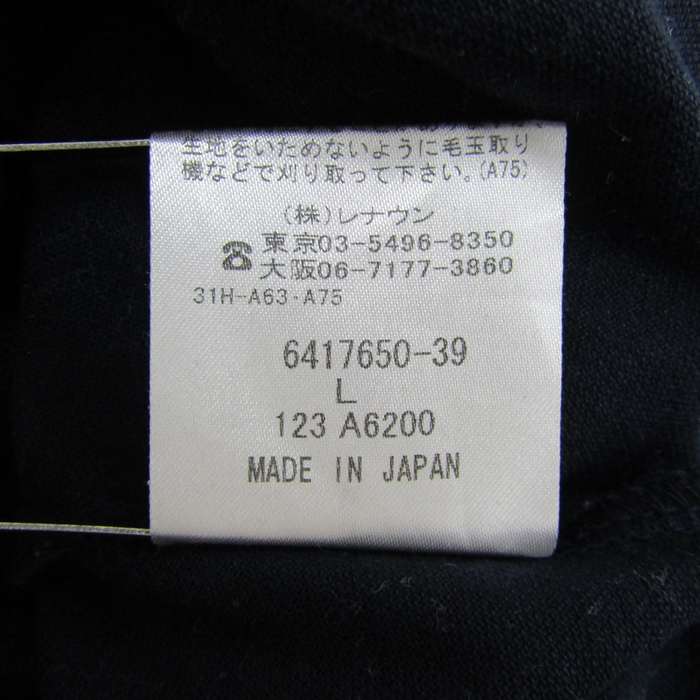 生地をいためないように毛玉取り
機などで刈り取って下さい。(A75)
(株)レナウン
☎東京03-5496-8350
大阪06-7177-3860
31H-A63·A75
6417650-39
L
123 A6200
MADE IN JAPAN